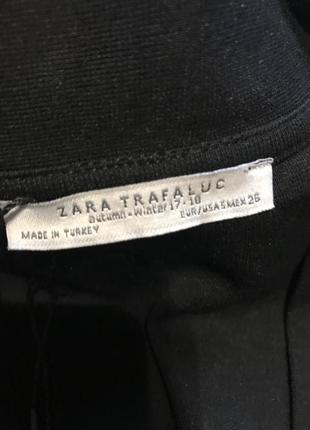 ZARA TRAFALUC
autumn-winter 17-18
MADE IN TURKEY
EUR/USA S MEX 26